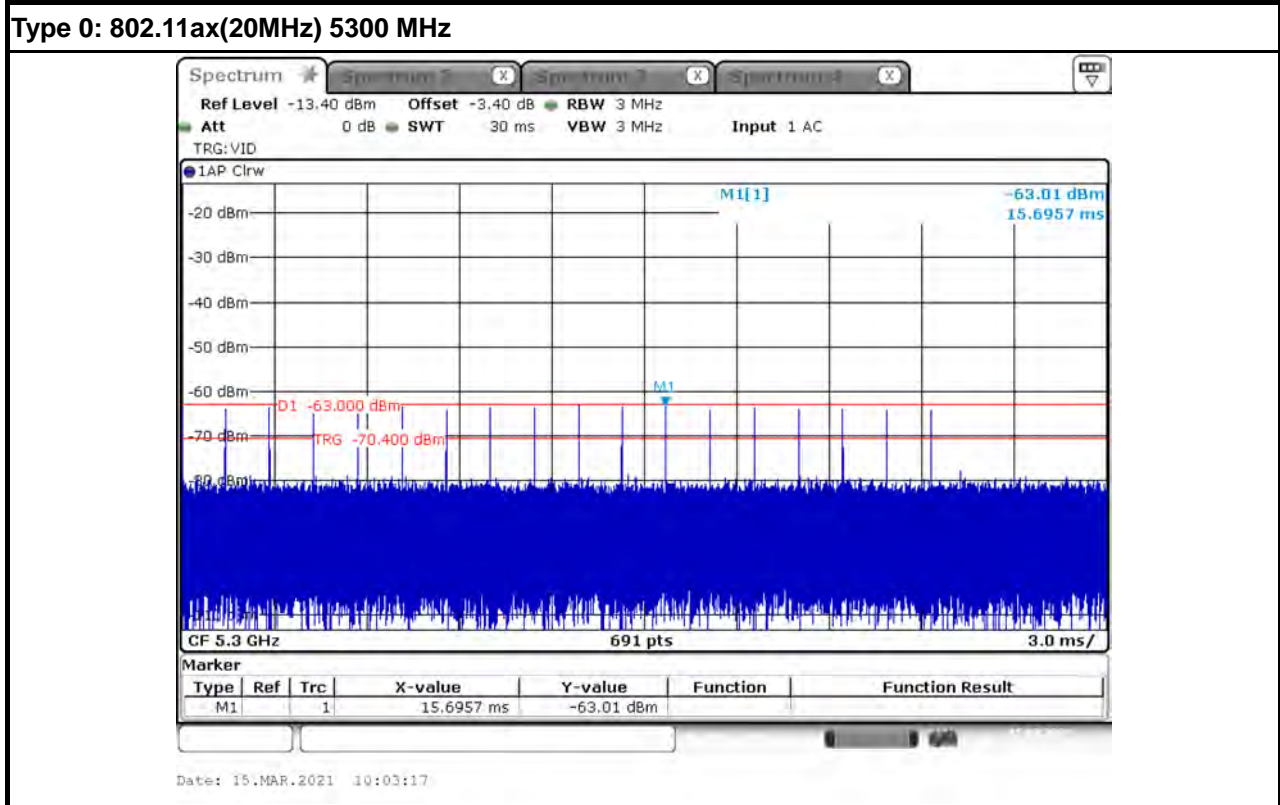 Type 0: 802.11ax(20MHz) 5300 MHz
Spectrum
Ref Level -13.40 dBm Offset -3.40 dB RBW 3 MHz
Att 0 dB SWT 30 ms VBW 3 MHz Input 1 AC
TRG:VID
1AP Clrw
M1[1] -63.01 dBm
15.6957 ms
-20 dBm
-30 dBm
-40 dBm
-50 dBm
-60 dBm
M1
D1 -63.000 dBm
-70 dBm
TRG -70.400 dBm
-80 dBm
CF 5.3 GHz 691 pts 3.0 ms/
Marker
Type Ref Trc X-value Y-value Function Function Result
M1 1 15.6957 ms -63.01 dBm
Date: 15.MAR.2021 10:03:17